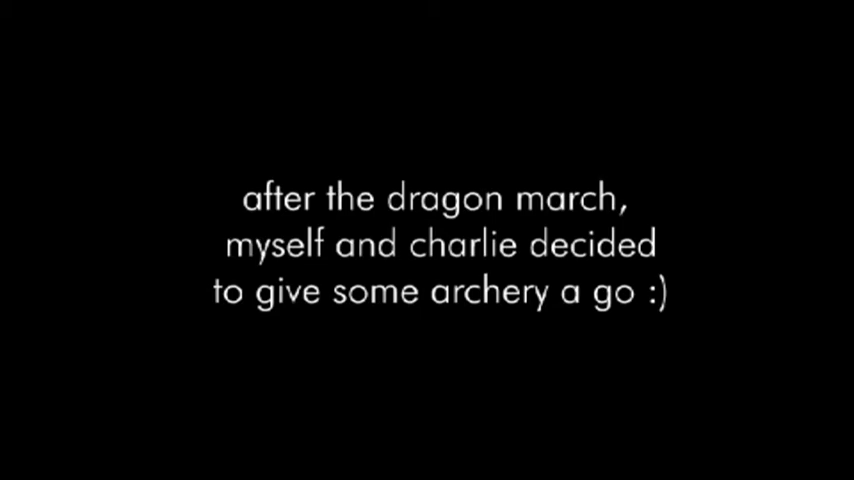 after the dragon march,
myself and charlie decided
to give some archery a go :)